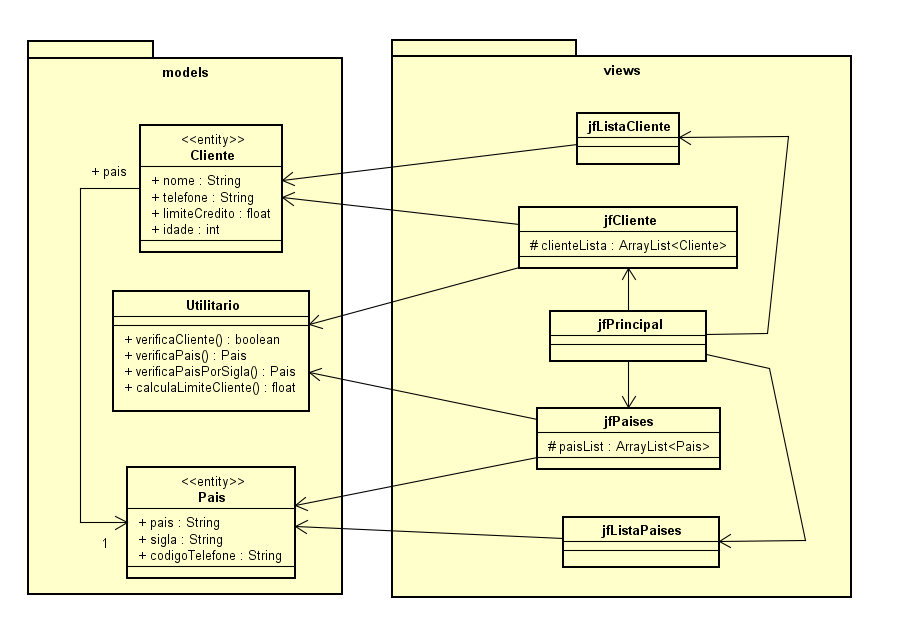 models
<<entity>>
Cliente
+ nome : String
+ telefone : String
+ limiteCredito : float
+ idade : int
+ pais
Utilitario
+ verificaCliente() : boolean
+ verificaPais() : Pais
+ verificaPaisPorSigla() : Pais
+ calculaLimiteCliente() : float
<<entity>>
Pais
+ pais : String
+ sigla : String
+ codigoTelefone : String
1
views
jfListaCliente
jfCliente
# clienteLista : ArrayList<Cliente>
jfPrincipal
jfPaises
# paisList : ArrayList<Pais>
jfListaPaises